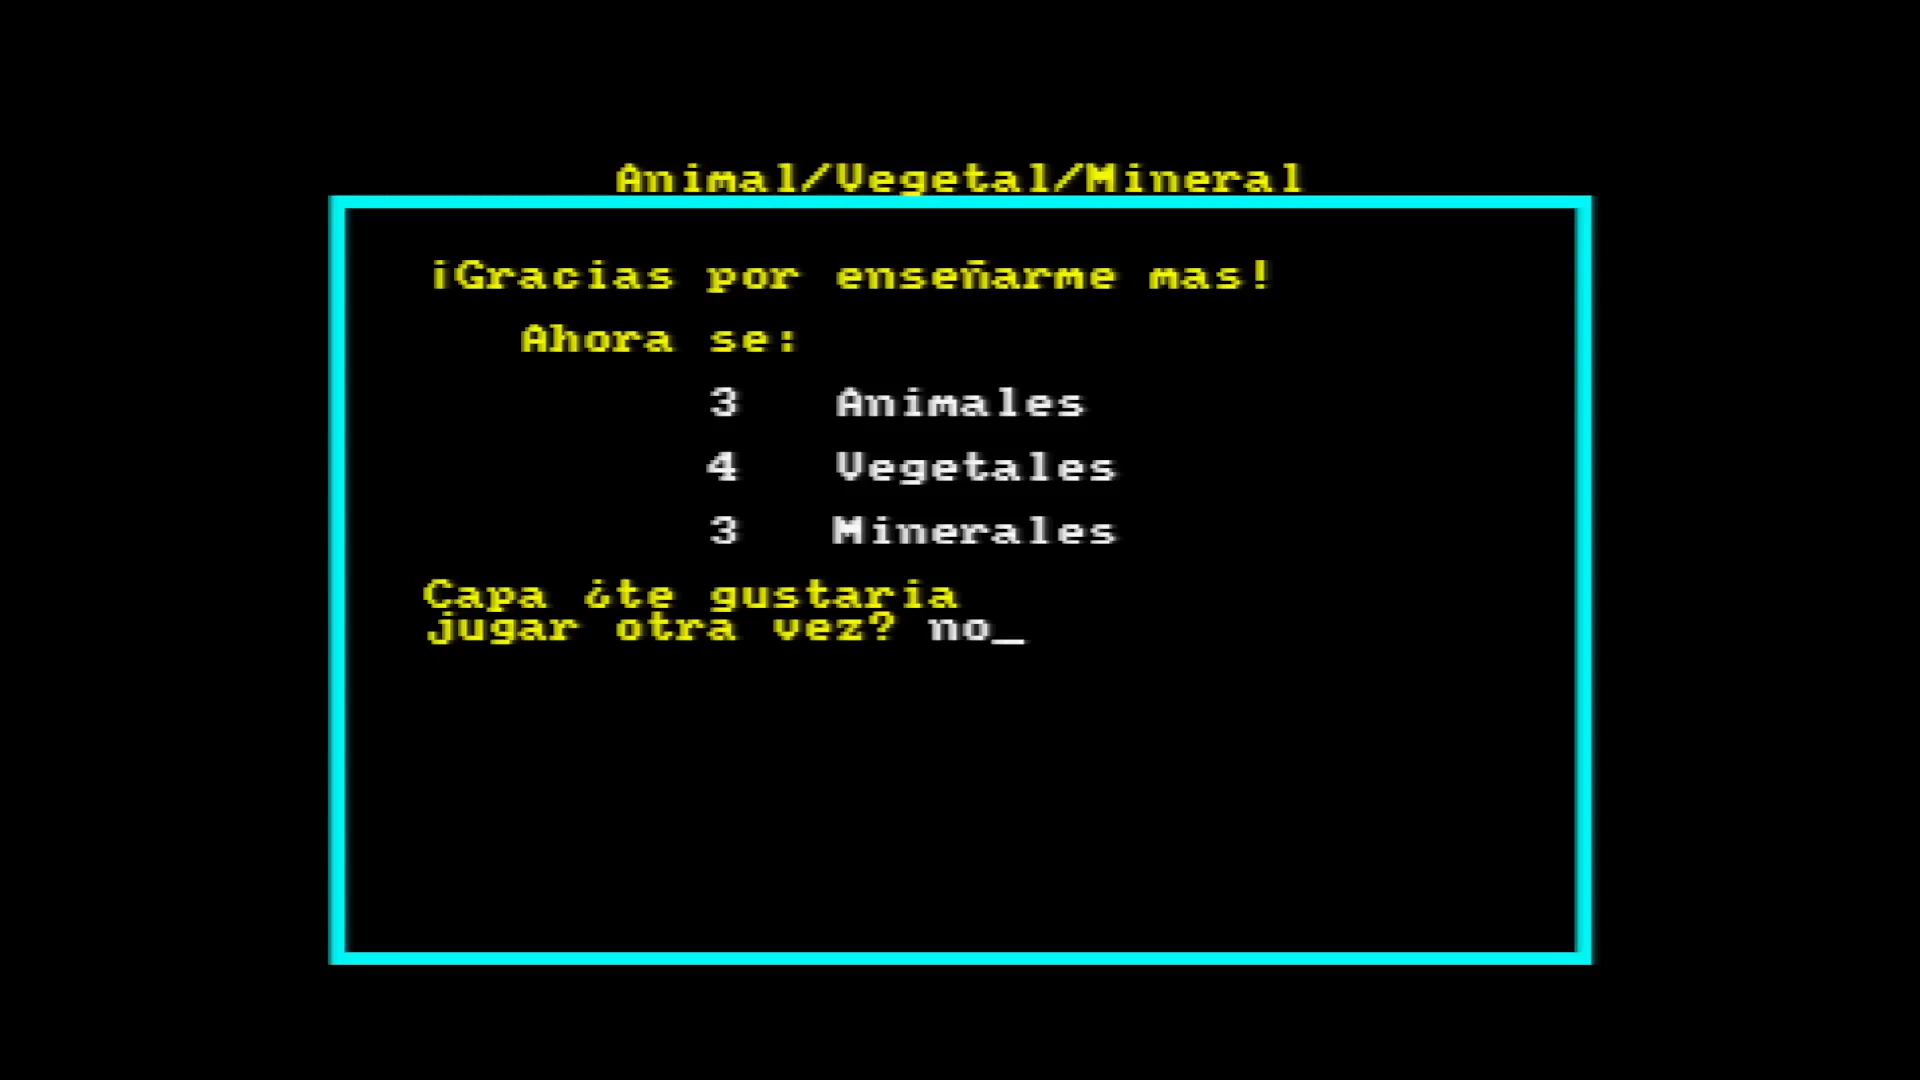 Animal/Vegetal/Mineral
¡Gracias por enseñarme mas!
Ahora se:
3 Animales
4 Vegetales
3 Minerales
Capa ¿te gustaria
jugar otra vez? no_